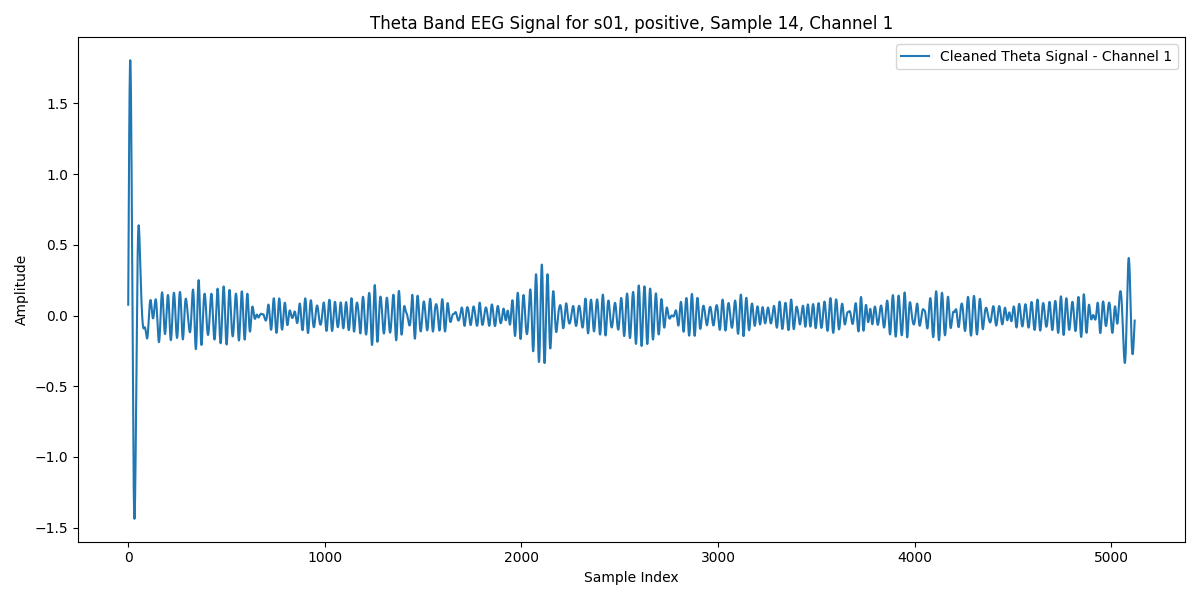 Theta Band EEG Signal for s01, positive, Sample 14, Channel 1
Cleaned Theta Signal - Channel 1
Amplitude
1.5
1.0
0.5
0.0
−0.5
−1.0
−1.5
0 1000 2000 3000 4000 5000
Sample Index